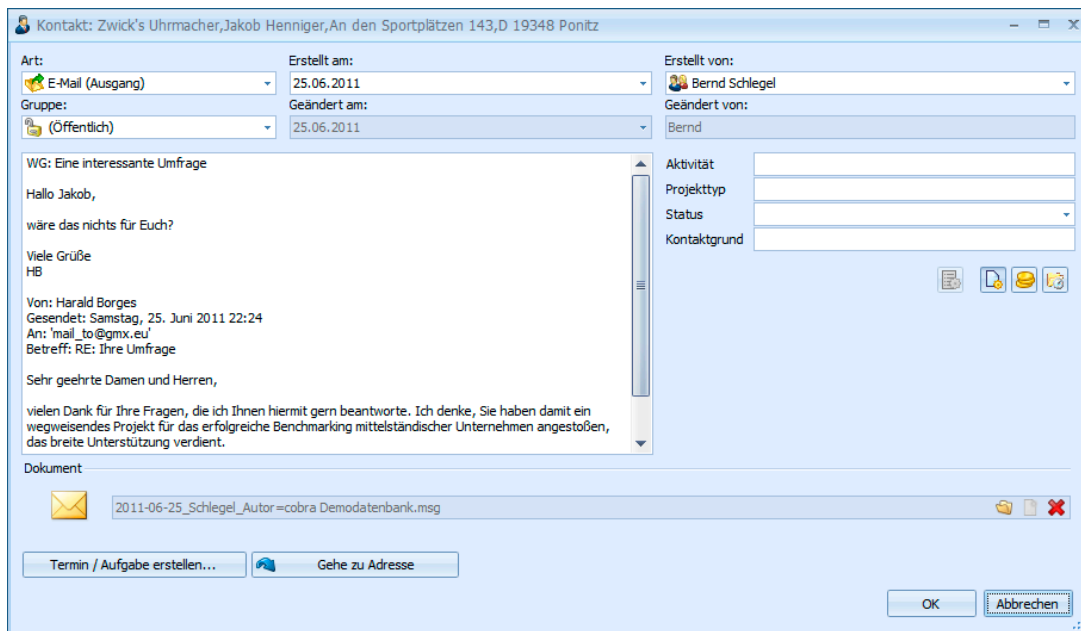 Kontakt: Zwick's Uhrmacher,Jakob Henniger,An den Sportplätzen 143,D 19348 Ponitz
Art:
Erstellt am:
Erstellt von:
E-Mail (Ausgang)
25.06.2011
Bernd Schlegel
Gruppe:
Geändert am:
Geändert von:
(Öffentlich)
25.06.2011
Bernd
WG: Eine interessante Umfrage
Hallo Jakob,
wäre das nichts für Euch?
Viele Grüße
HB
Von: Harald Borges
Gesendet: Samstag, 25. Juni 2011 22:24
An: 'mail_to@gmx.eu'
Betreff: RE: Ihre Umfrage
Sehr geehrte Damen und Herren,
vielen Dank für Ihre Fragen, die ich Ihnen hiermit gern beantworte. Ich denke, Sie haben damit ein
wegweisendes Projekt für das erfolgreiche Benchmarking mittelständischer Unternehmen angestoßen,
das breite Unterstützung verdient.
Aktivität
Projekttyp
Status
Kontaktgrund
Dokument
2011-06-25_Schlegel_Autor=cobra Demodatenbank.msg
Termin / Aufgabe erstellen...
Gehe zu Adresse
OK
Abbrechen